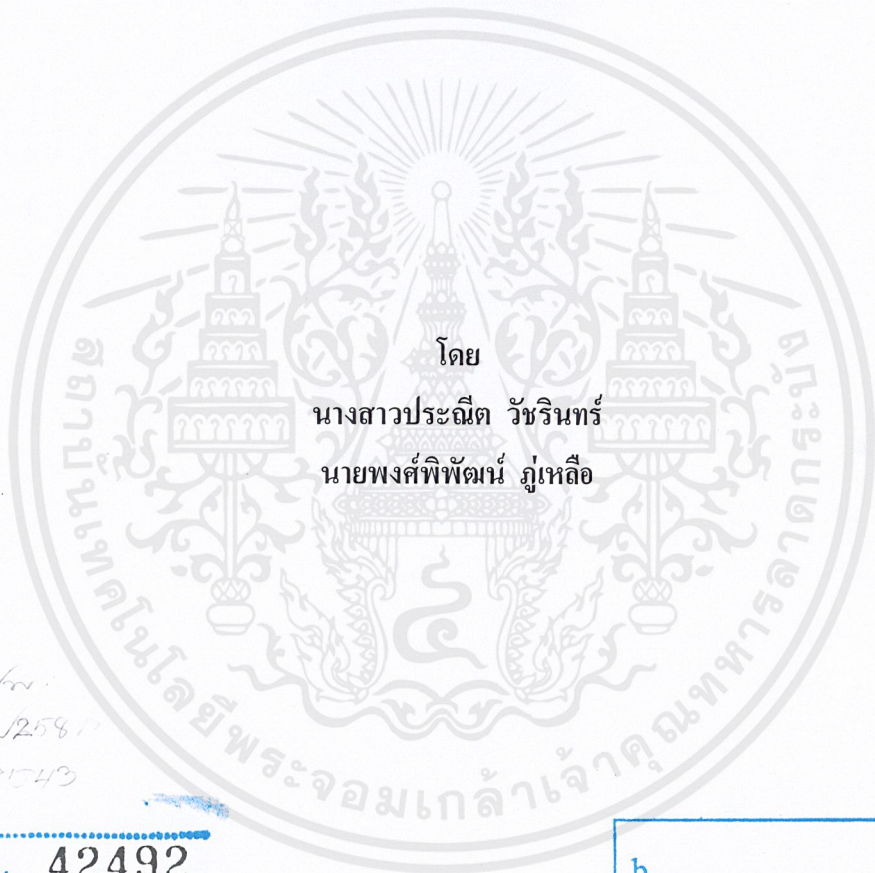 โดย
นางสาวประณีต วัชรินทร์
นายพงศ์พิพัฒน์ ภู่เหลือ
สถาบันเทคโนโลยีพระจอมเกล้าเจ้าคุณทหารลาดกระบัง
42492
b